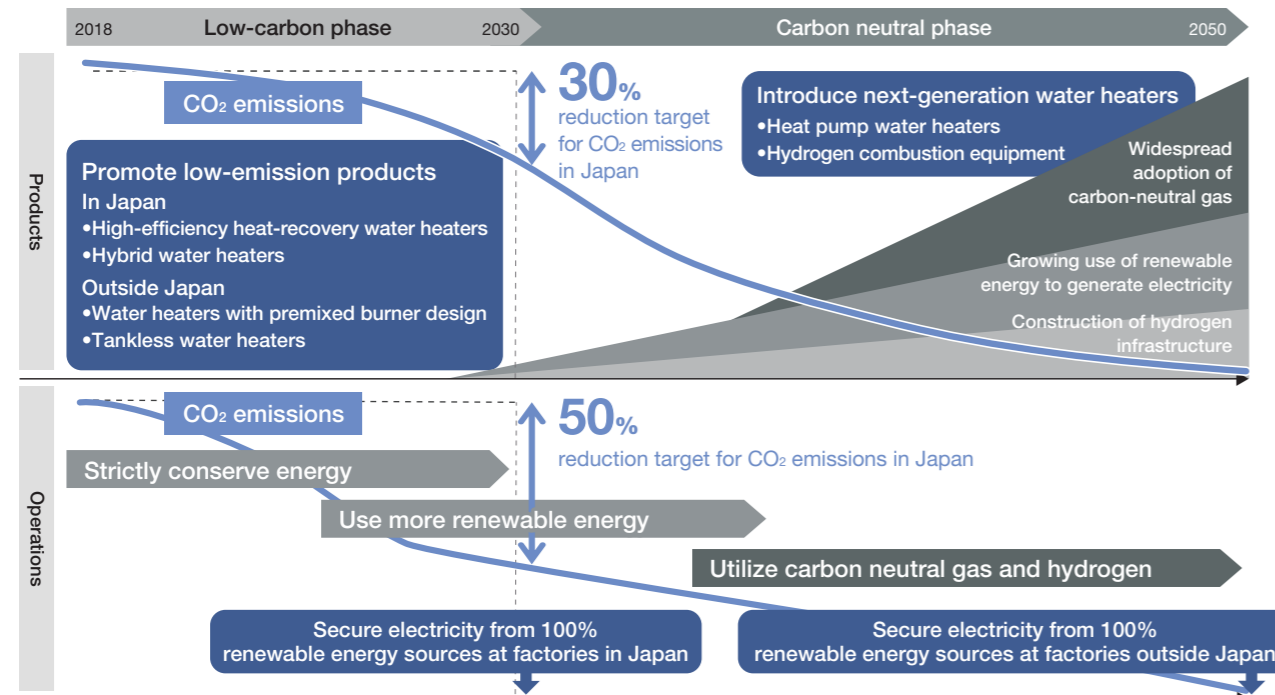 2018
Low-carbon phase
2030
Carbon neutral phase
2050
Products
CO₂ emissions
30%
reduction target
for CO₂ emissions
in Japan
Promote low-emission products
In Japan
•High-efficiency heat-recovery water heaters
•Hybrid water heaters
Outside Japan
•Water heaters with premixed burner design
•Tankless water heaters
Introduce next-generation water heaters
•Heat pump water heaters
•Hydrogen combustion equipment
Widespread
adoption of
carbon-neutral gas
Growing use of renewable
energy to generate electricity
Construction of hydrogen
infrastructure
Operations
CO₂ emissions
50%
reduction target for CO₂ emissions in Japan
Strictly conserve energy
Use more renewable energy
Utilize carbon neutral gas and hydrogen
Secure electricity from 100%
renewable energy sources at factories in Japan
Secure electricity from 100%
renewable energy sources at factories outside Japan